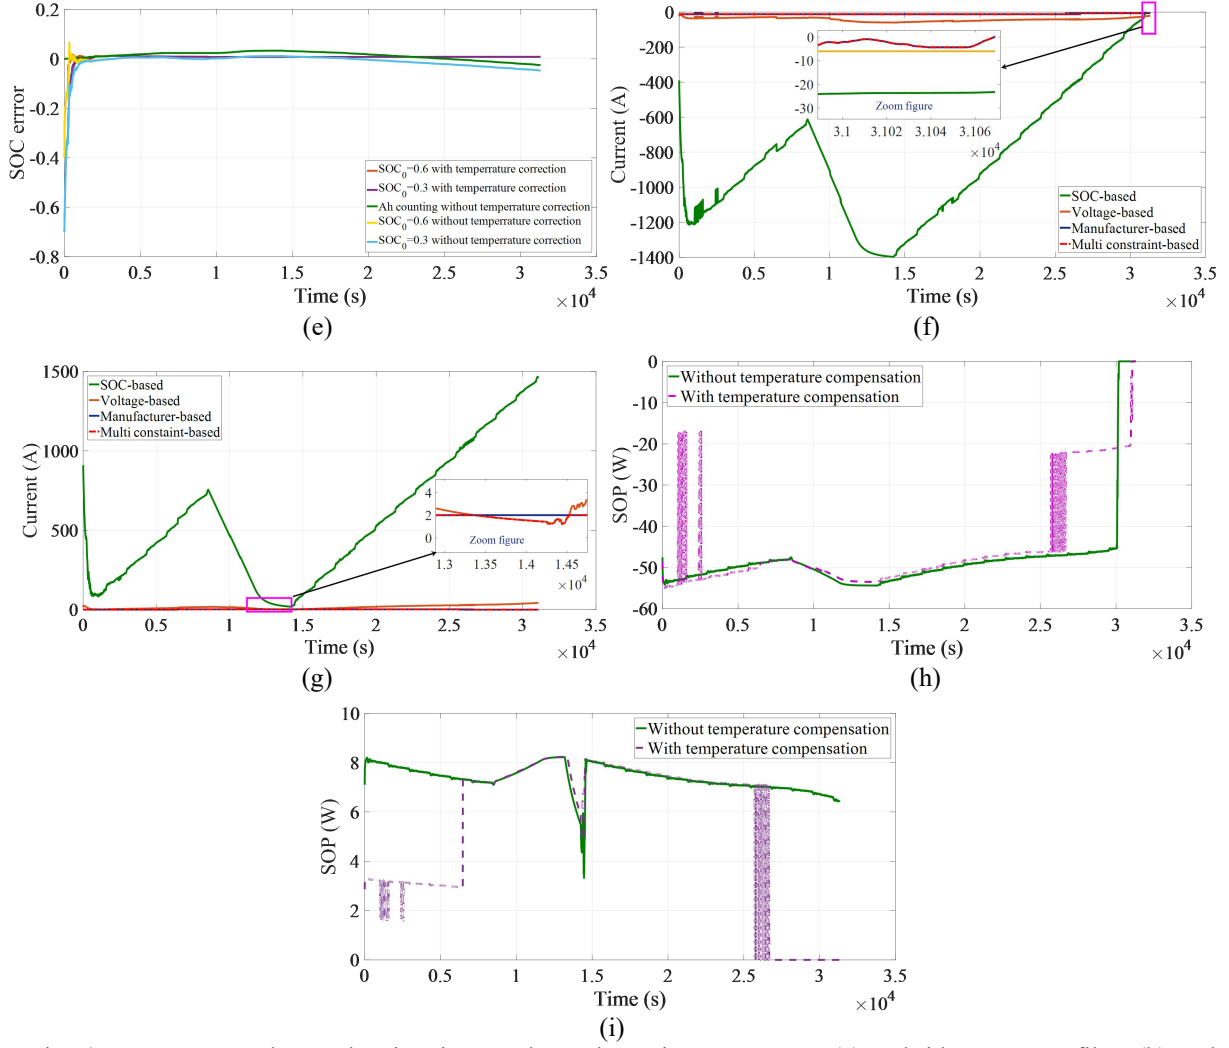 0.2
0
-0.2
-0.4
-0.6
-0.8
SOC errror
SOC0=0.6 with temperature correction
SOC0=0.3 with temperature correction
Ah counting without temperrature correction
SOC0=0.6 without temperature correction
SOC0=0.3 without temperature correction
0 0.5 1 1.5 2 2.5 3 3.5
Time (s)
×10^4
(e)
0
-200
-400
-600
-800
-1000
-1200
-1400
Current (A)
0
-10
-20
-30
Zoom figure
3.1 3.102 3.104 3.106
×10^4
SOC-based
Voltage-based
Manufacturer-based
Multi constraint-based
0 0.5 1 1.5 2 2.5 3 3.5
Time (s)
×10^4
(f)
1500
1000
500
0
Current (A)
SOC-based
Voltage-based
Manufacturer-based
Multi constaint-based
4
2
0
Zoom figure
1.3 1.35 1.4 1.45
×10^4
0 0.5 1 1.5 2 2.5 3 3.5
Time (s)
×10^4
(g)
0
-10
-20
-30
-40
-50
-60
SOP (W)
Without temperature compensation
With temperature compensation
0 0.5 1 1.5 2 2.5 3 3.5
Time (s)
×10^4
(h)
10
8
6
4
2
0
SOP (W)
Without temperature compensation
With temperature compensation
0 0.5 1 1.5 2 2.5 3 3.5
Time (s)
×10^4
(i)